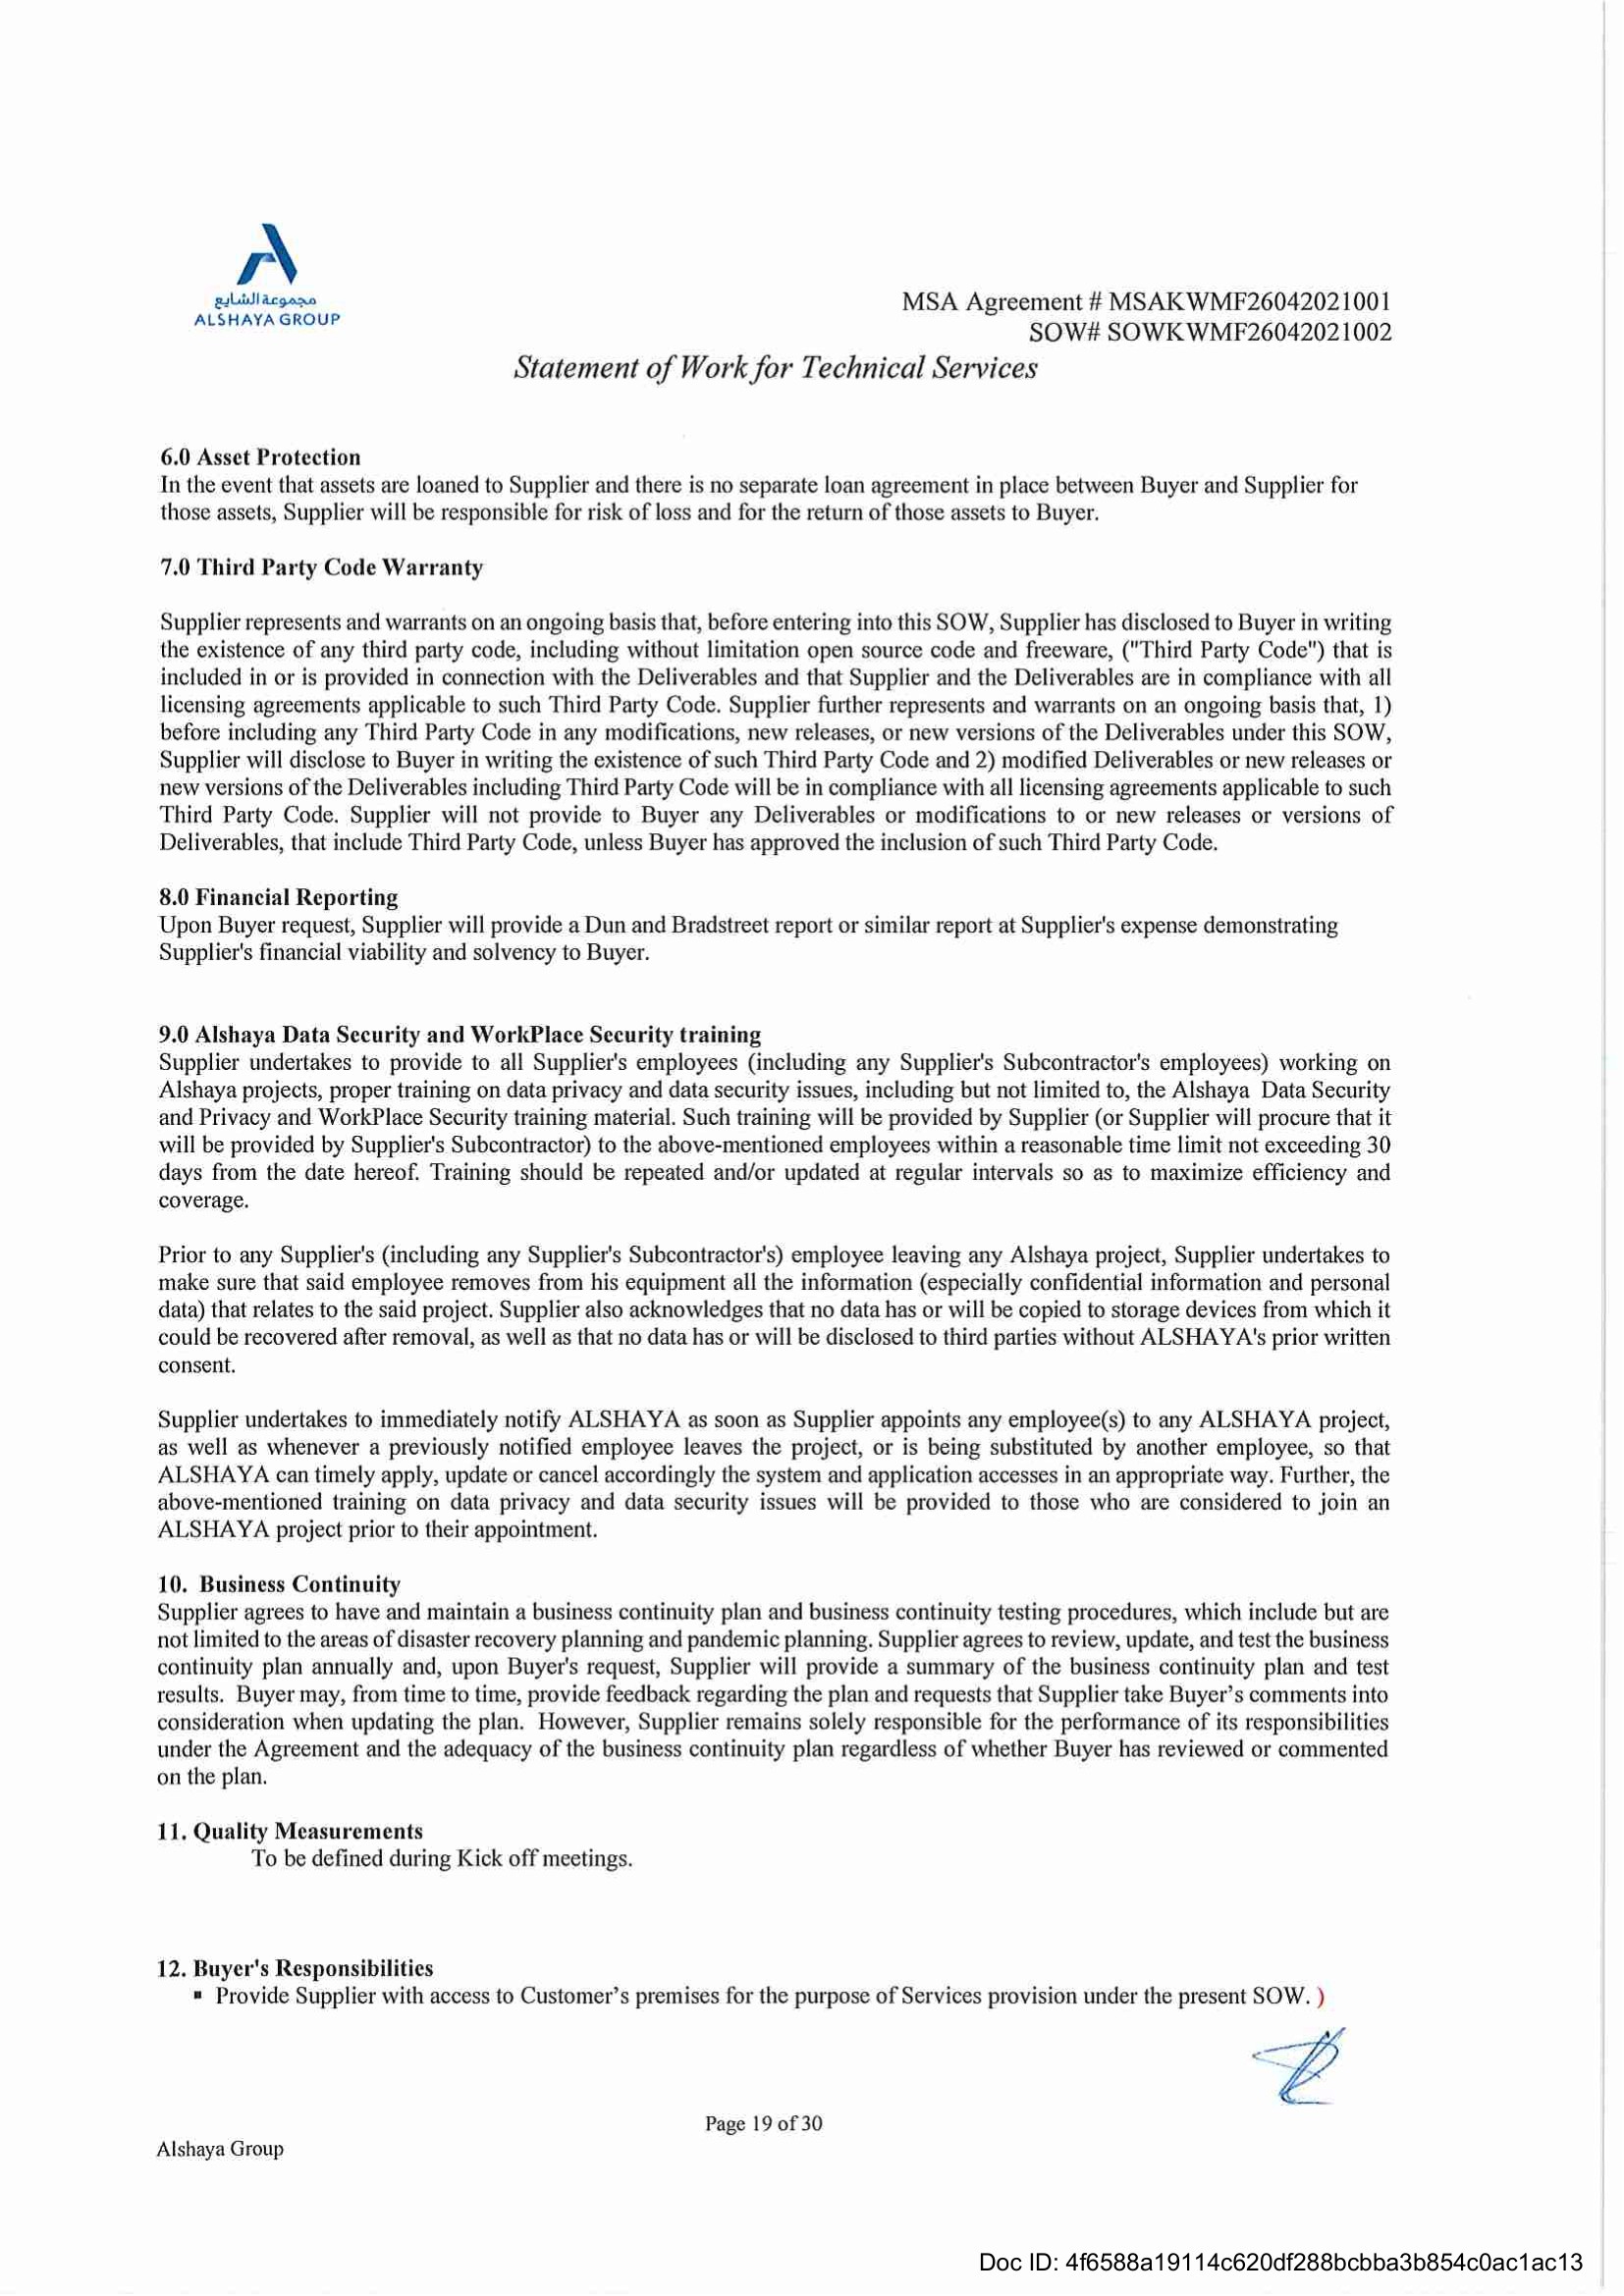 مجموعة الشايع
ALSHAYA GROUP
MSA Agreement # MSAKWMF26042021001
SOW# SOWKWMF26042021002
Statement of Work for Technical Services
6.0 Asset Protection
In the event that assets are loaned to Supplier and there is no separate loan agreement in place between Buyer and Supplier for
those assets, Supplier will be responsible for risk of loss and for the return of those assets to Buyer.
7.0 Third Party Code Warranty
Supplier represents and warrants on an ongoing basis that, before entering into this SOW, Supplier has disclosed to Buyer in writing
the existence of any third party code, including without limitation open source code and freeware, ("Third Party Code") that is
included in or is provided in connection with the Deliverables and that Supplier and the Deliverables are in compliance with all
licensing agreements applicable to such Third Party Code. Supplier further represents and warrants on an ongoing basis that, 1)
before including any Third Party Code in any modifications, new releases, or new versions of the Deliverables under this SOW,
Supplier will disclose to Buyer in writing the existence of such Third Party Code and 2) modified Deliverables or new releases or
new versions of the Deliverables including Third Party Code will be in compliance with all licensing agreements applicable to such
Third Party Code. Supplier will not provide to Buyer any Deliverables or modifications to or new releases or versions of
Deliverables, that include Third Party Code, unless Buyer has approved the inclusion of such Third Party Code.
8.0 Financial Reporting
Upon Buyer request, Supplier will provide a Dun and Bradstreet report or similar report at Supplier's expense demonstrating
Supplier's financial viability and solvency to Buyer.
9.0 Alshaya Data Security and WorkPlace Security training
Supplier undertakes to provide to all Supplier's employees (including any Supplier's Subcontractor's employees) working on
Alshaya projects, proper training on data privacy and data security issues, including but not limited to, the Alshaya Data Security
and Privacy and WorkPlace Security training material. Such training will be provided by Supplier (or Supplier will procure that it
will be provided by Supplier's Subcontractor) to the above-mentioned employees within a reasonable time limit not exceeding 30
days from the date hereof. Training should be repeated and/or updated at regular intervals so as to maximize efficiency and
coverage.
Prior to any Supplier's (including any Supplier's Subcontractor's) employee leaving any Alshaya project, Supplier undertakes to
make sure that said employee removes from his equipment all the information (especially confidential information and personal
data) that relates to the said project. Supplier also acknowledges that no data has or will be copied to storage devices from which it
could be recovered after removal, as well as that no data has or will be disclosed to third parties without ALSHAYA's prior written
consent.
Supplier undertakes to immediately notify ALSHAYA as soon as Supplier appoints any employee(s) to any ALSHAYA project,
as well as whenever a previously notified employee leaves the project, or is being substituted by another employee, so that
ALSHAYA can timely apply, update or cancel accordingly the system and application accesses in an appropriate way. Further, the
above-mentioned training on data privacy and data security issues will be provided to those who are considered to join an
ALSHAYA project prior to their appointment.
10. Business Continuity
Supplier agrees to have and maintain a business continuity plan and business continuity testing procedures, which include but are
not limited to the areas of disaster recovery planning and pandemic planning. Supplier agrees to review, update, and test the business
continuity plan annually and, upon Buyer's request, Supplier will provide a summary of the business continuity plan and test
results. Buyer may, from time to time, provide feedback regarding the plan and requests that Supplier take Buyer’s comments into
consideration when updating the plan. However, Supplier remains solely responsible for the performance of its responsibilities
under the Agreement and the adequacy of the business continuity plan regardless of whether Buyer has reviewed or commented
on the plan.
11. Quality Measurements
To be defined during Kick off meetings.
12. Buyer's Responsibilities
▪ Provide Supplier with access to Customer’s premises for the purpose of Services provision under the present SOW. )
Page 19 of 30
Alshaya Group
Doc ID: 4f6588a19114c620df288bcbba3b854c0ac1ac13